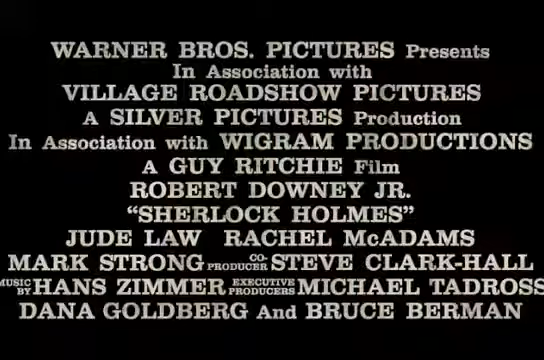 WARNER BROS. PICTURES Presents
In Association with
VILLAGE ROADSHOW PICTURES
A SILVER PICTURES Production
In Association with WIGRAM PRODUCTIONS
A GUY RITCHIE Film
ROBERT DOWNEY JR.
“SHERLOCK HOLMES”
JUDE LAW RACHEL McADAMS
MARK STRONG CO-PRODUCER STEVE CLARK-HALL
MUSIC BY HANS ZIMMER EXECUTIVE PRODUCERS MICHAEL TADROSS
DANA GOLDBERG And BRUCE BERMAN